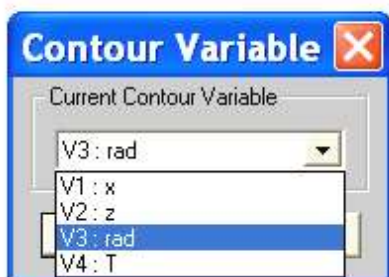 Contour Variable
Current Contour Variable
V3 : rad
V1 : x
V2 : z
V3 : rad
V4 : T